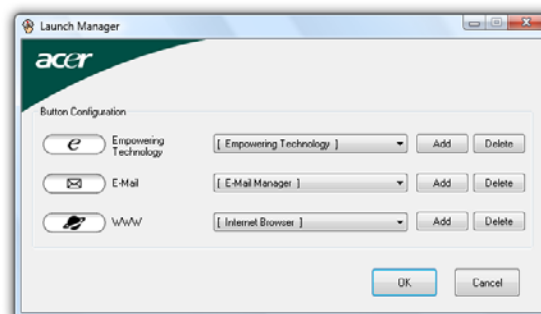 Launch Manager
acer
Button Configuration
e Empowering Technology [ Empowering Technology ] Add Delete
E-Mail [ E-Mail Manager ] Add Delete
WWW [ Internet Browser ] Add Delete
OK Cancel